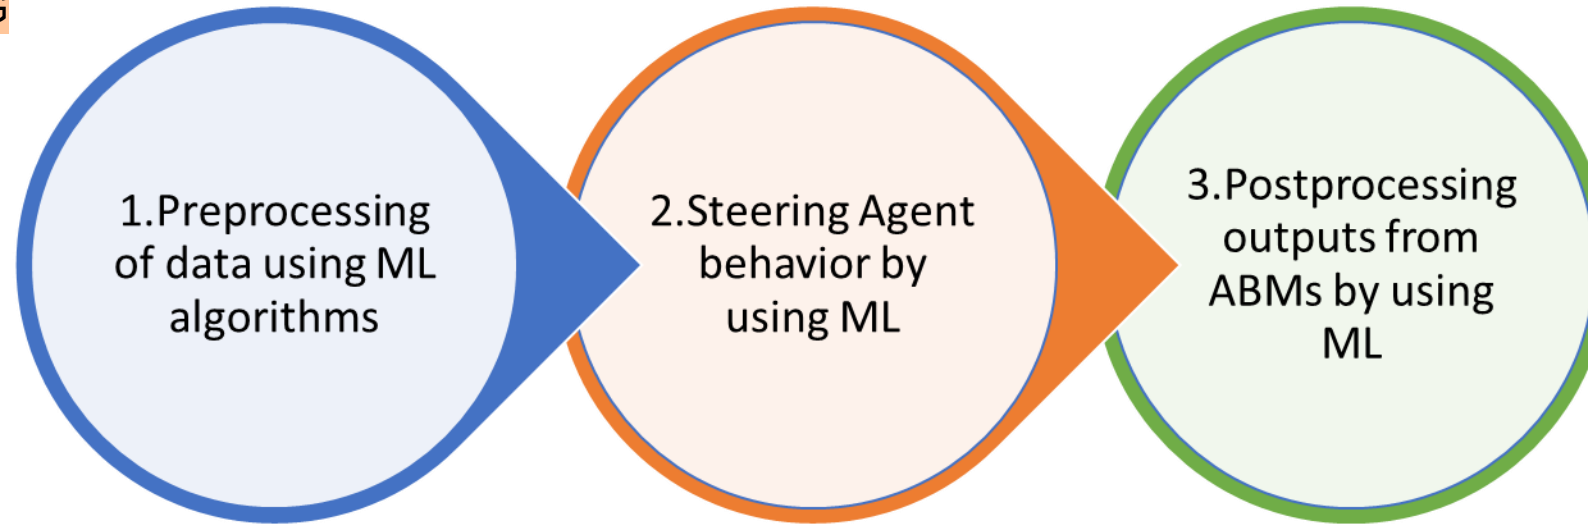 1.Preprocessing
of data using ML
algorithms
2.Steering Agent
behavior by
using ML
3.Postprocessing
outputs from
ABMs by using
ML